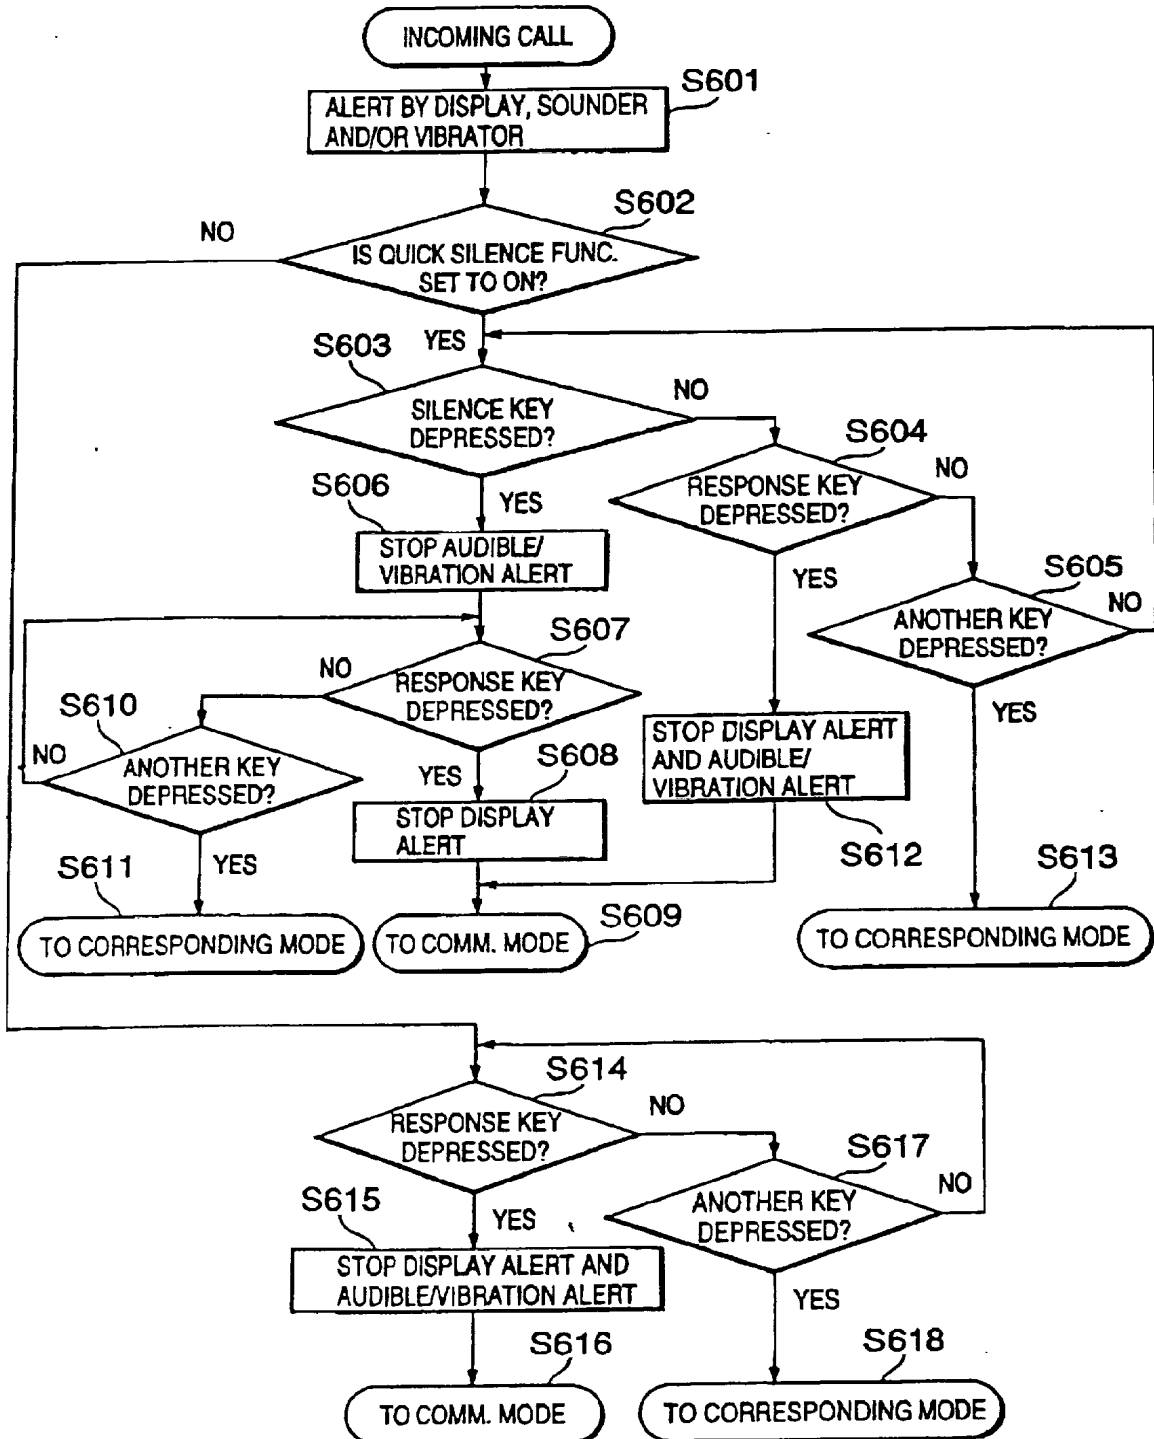 INCOMING CALL
S601
ALERT BY DISPLAY, SOUNDER
AND/OR VIBRATOR
S602
NO
IS QUICK SILENCE FUNC.
SET TO ON?
YES
S603
NO
SILENCE KEY
DEPRESSED?
S604
NO
S606
YES
RESPONSE KEY
DEPRESSED?
STOP AUDIBLE/
VIBRATION ALERT
YES
S605
NO
ANOTHER KEY
DEPRESSED?
S607
NO
RESPONSE KEY
DEPRESSED?
S610
NO
ANOTHER KEY
DEPRESSED?
YES
S608
STOP DISPLAY ALERT
AND AUDIBLE/
VIBRATION ALERT
YES
STOP DISPLAY
ALERT
S612
YES
S611
S613
S609
TO CORRESPONDING MODE
TO COMM. MODE
TO CORRESPONDING MODE
S614
NO
RESPONSE KEY
DEPRESSED?
S617
NO
S615
YES
ANOTHER KEY
DEPRESSED?
STOP DISPLAY ALERT AND
AUDIBLE/VIBRATION ALERT
YES
S616
S618
TO COMM. MODE
TO CORRESPONDING MODE